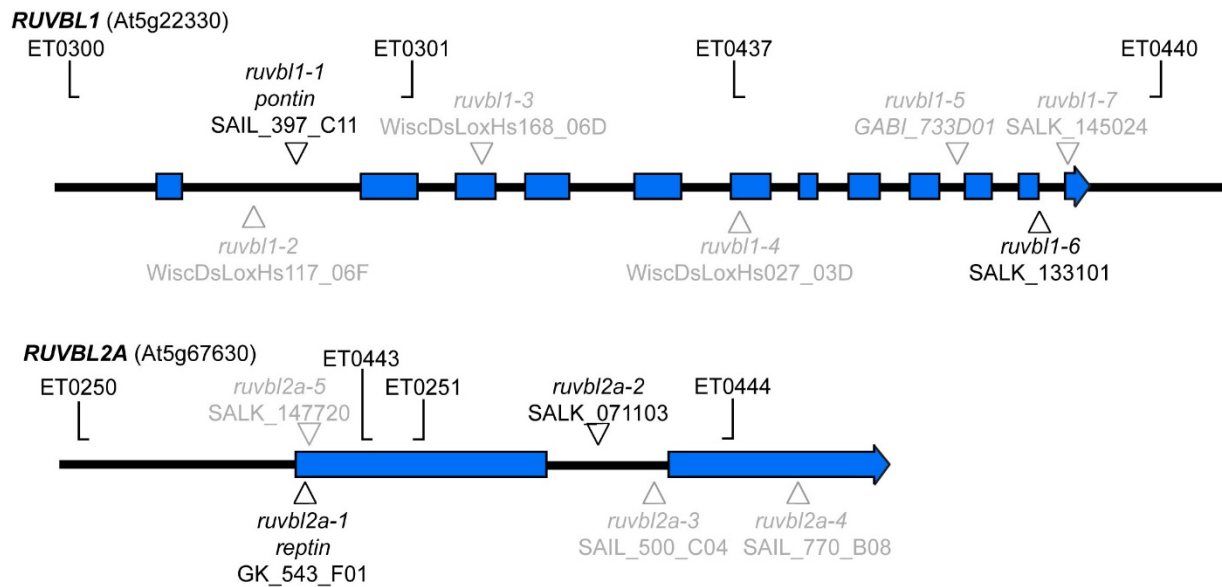 RUVBL1 (At5g22330)
ET0300
ET0301
ET0437
ET0440
ruvbl1-1
pontin
SAIL_397_C11
ruvbl1-3
WiscDsLoxHs168_06D
ruvbl1-5
GABI_733D01
ruvbl1-7
SALK_145024
ruvbl1-2
WiscDsLoxHs117_06F
ruvbl1-4
WiscDsLoxHs027_03D
ruvbl1-6
SALK_133101
RUVBL2A (At5g67630)
ET0250
ruvbl2a-5
SALK_147720
ET0443
ET0251
ruvbl2a-2
SALK_071103
ET0444
ruvbl2a-1
reptin
GK_543_F01
ruvbl2a-3
SAIL_500_C04
ruvbl2a-4
SAIL_770_B08